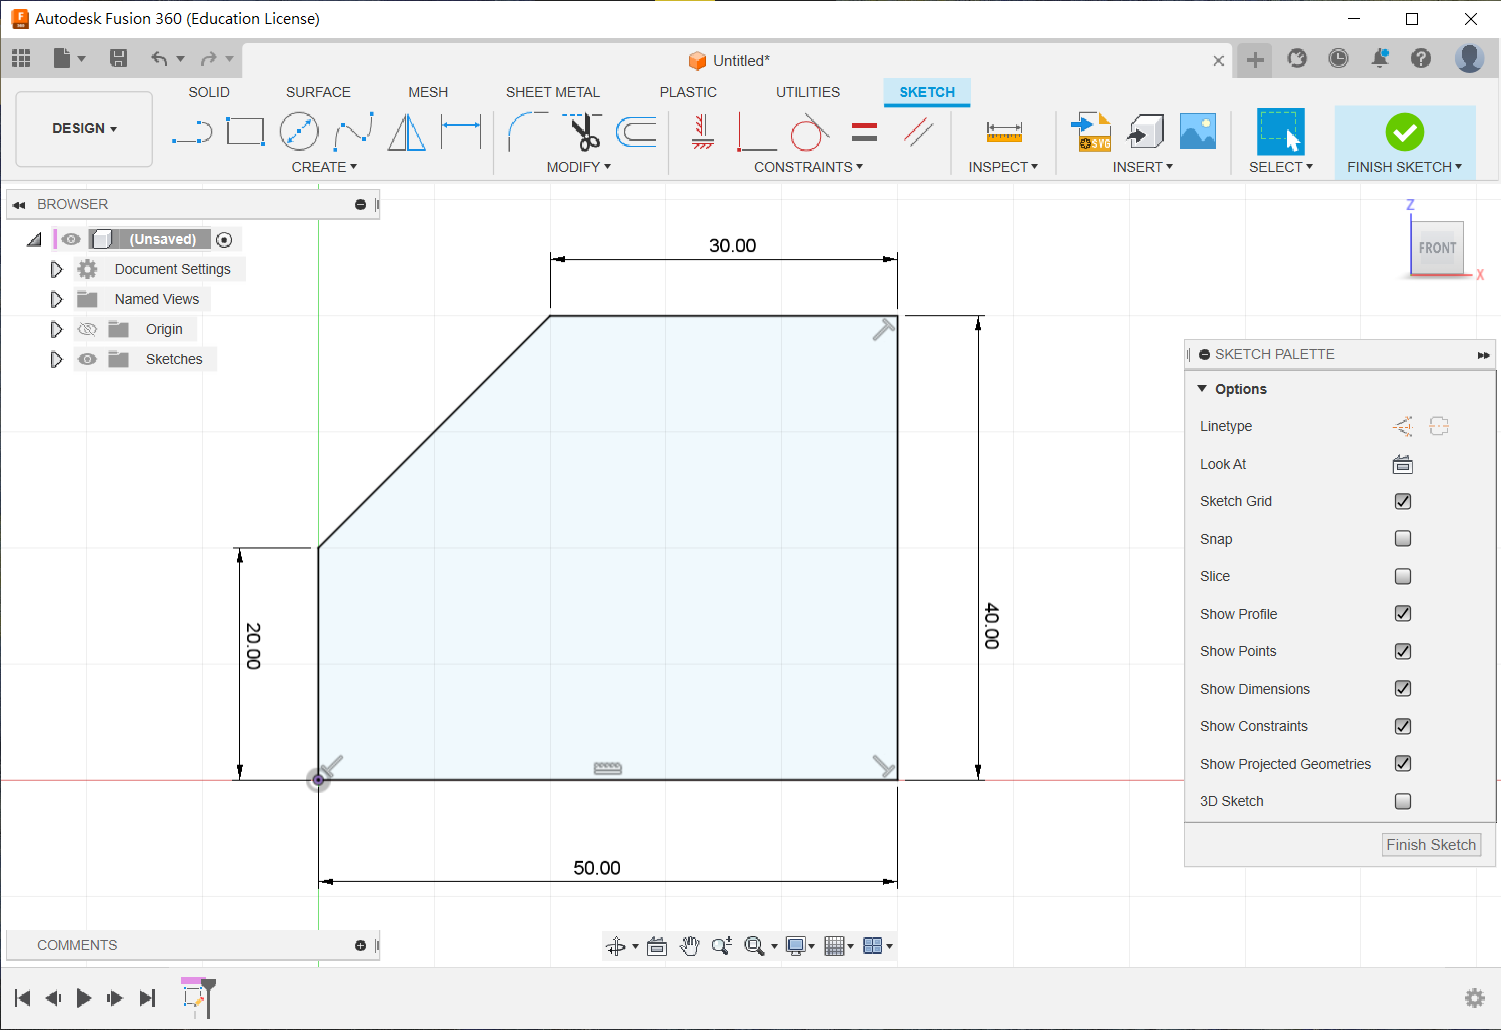 Autodesk Fusion 360 (Education License)
Untitled*
SOLID SURFACE MESH SHEET METAL PLASTIC UTILITIES SKETCH
DESIGN
CREATE MODIFY CONSTRAINTS INSPECT INSERT SELECT FINISH SKETCH
SVG
BROWSER
(Unsaved)
Document Settings
Named Views
Origin
Sketches
30.00
20.00
40.00
50.00
Z
FRONT
X
SKETCH PALETTE
Options
Linetype
Look At
Sketch Grid
Snap
Slice
Show Profile
Show Points
Show Dimensions
Show Constraints
Show Projected Geometries
3D Sketch
Finish Sketch
COMMENTS